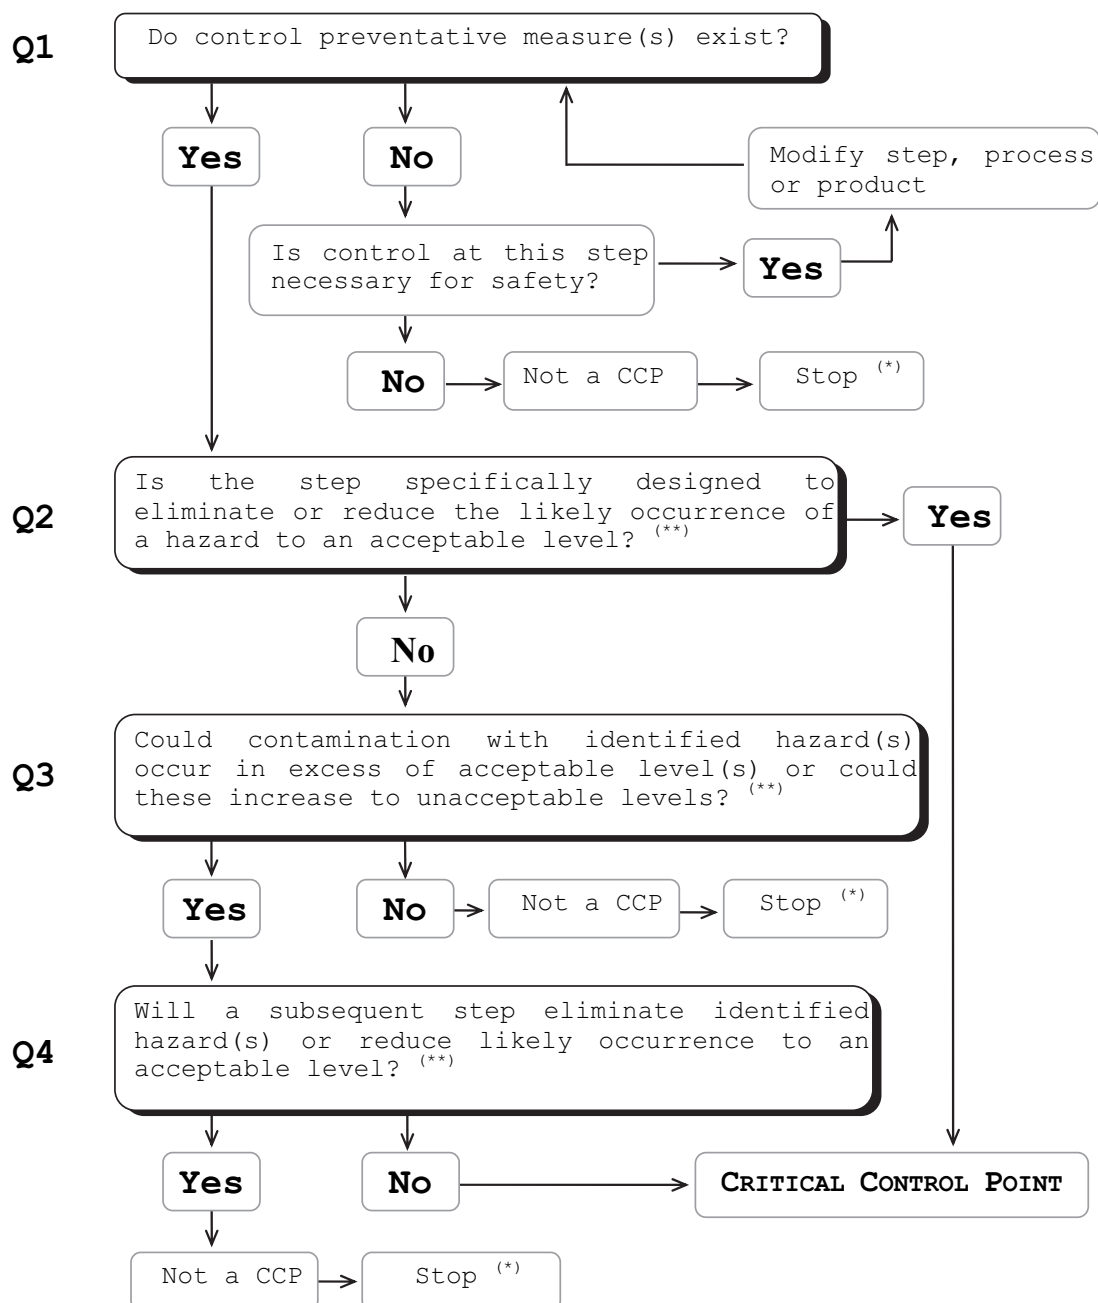 Q1
Do control preventative measure(s) exist?
Yes
No
Modify step, process
or product
Is control at this step
necessary for safety?
Yes
No
Not a CCP
Stop (*)
Q2
Is the step specifically designed to
eliminate or reduce the likely occurrence of
a hazard to an acceptable level? (**)
Yes
No
Q3
Could contamination with identified hazard(s)
occur in excess of acceptable level(s) or could
these increase to unacceptable levels? (**)
Yes
No
Not a CCP
Stop (*)
Q4
Will a subsequent step eliminate identified
hazard(s) or reduce likely occurrence to an
acceptable level? (**)
Yes
No
CRITICAL CONTROL POINT
Not a CCP
Stop (*)